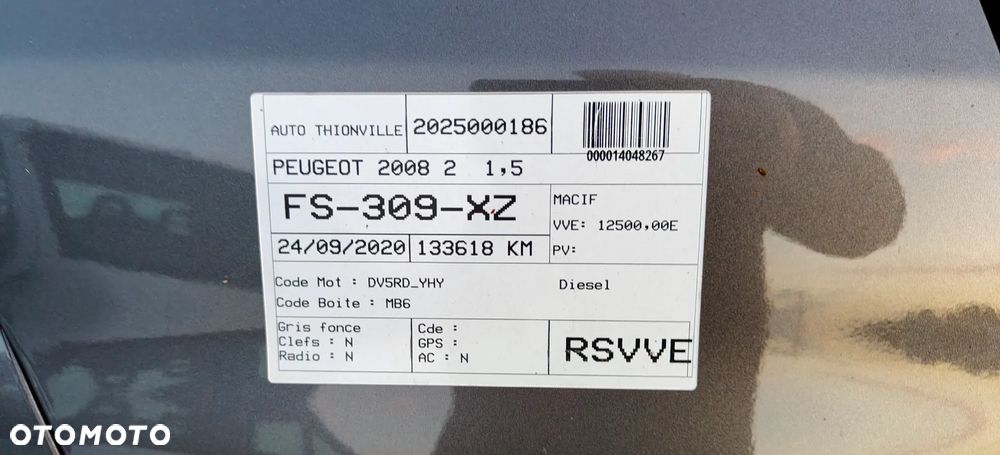 AUTO THIONVILLE 2025000186
000014048267
PEUGEOT 2008 2 1,5
FS-309-XZ
MACIF
VVE: 12500,00E
PV:
24/09/2020 133618 KM
Code Mot : DV5RD_YHY Diesel
Code Boite : MB6
Gris fonce
Clefs : N
Radio : N
Cde :
GPS :
AC : N
RSVVE
OTOMOTO